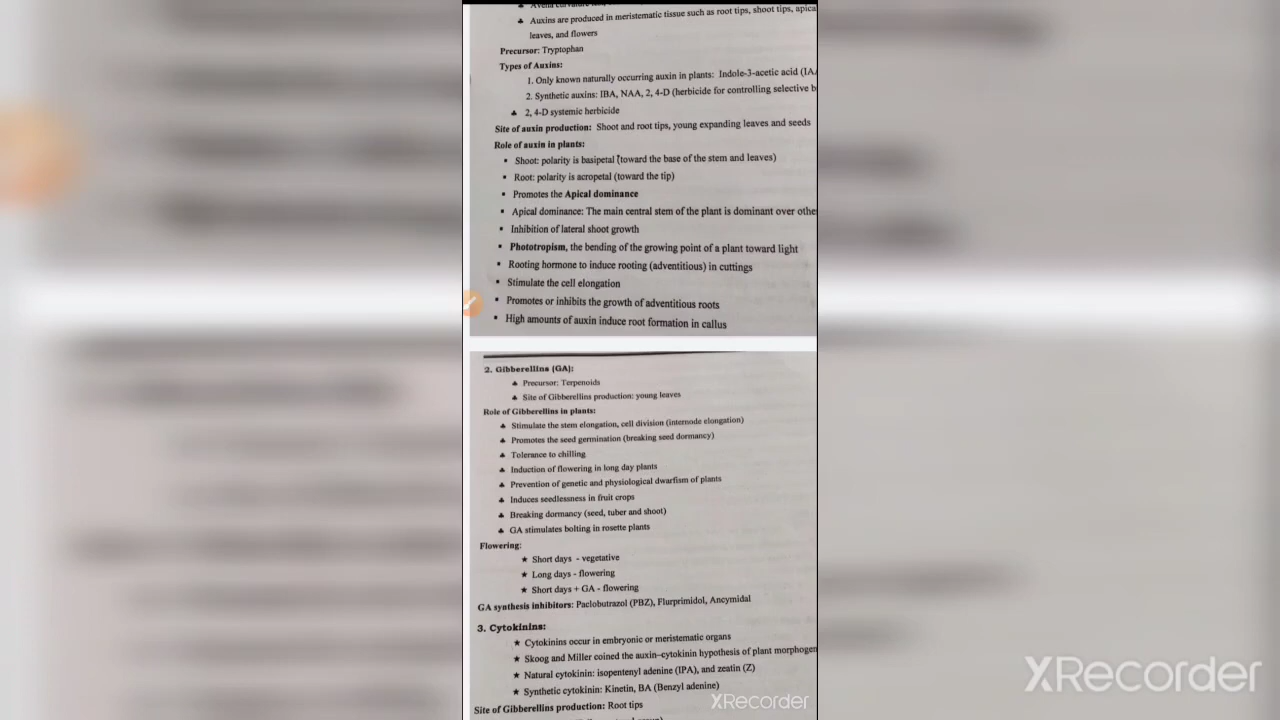 ♣ Avena curvature
♣ Auxins are produced in meristematic tissue such as root tips, shoot tips, apica
leaves, and flowers
Precursor: Tryptophan
Types of Auxins:
1. Only known naturally occurring auxin in plants: Indole-3-acetic acid (IA
2. Synthetic auxins: IBA, NAA, 2, 4-D (herbicide for controlling selective b
♣ 2, 4-D systemic herbicide
Site of auxin production: Shoot and root tips, young expanding leaves and seeds
Role of auxin in plants:
▪ Shoot: polarity is basipetal (toward the base of the stem and leaves)
▪ Root: polarity is acropetal (toward the tip)
▪ Promotes the Apical dominance
▪ Apical dominance: The main central stem of the plant is dominant over othe
▪ Inhibition of lateral shoot growth
▪ Phototropism, the bending of the growing point of a plant toward light
▪ Rooting hormone to induce rooting (adventitious) in cuttings
▪ Stimulate the cell elongation
▪ Promotes or inhibits the growth of adventitious roots
▪ High amounts of auxin induce root formation in callus
2. Gibberellins (GA):
♣ Precursor: Terpenoids
♣ Site of Gibberellins production: young leaves
Role of Gibberellins in plants:
♣ Stimulate the stem elongation, cell division (internode elongation)
♣ Promotes the seed germination (breaking seed dormancy)
♣ Tolerance to chilling
♣ Induction of flowering in long day plants
♣ Prevention of genetic and physiological dwarfism of plants
♣ Induces seedlessness in fruit crops
♣ Breaking dormancy (seed, tuber and shoot)
♣ GA stimulates bolting in rosette plants
Flowering:
★ Short days - vegetative
★ Long days - flowering
★ Short days + GA - flowering
GA synthesis inhibitors: Paclobutrazol (PBZ), Flurprimidol, Ancymidal
3. Cytokinins:
★ Cytokinins occur in embryonic or meristematic organs
★ Skoog and Miller coined the auxin–cytokinin hypothesis of plant morphogen
★ Natural cytokinin: isopentenyl adenine (IPA), and zeatin (Z)
★ Synthetic cytokinin: Kinetin, BA (Benzyl adenine)
Site of Gibberellins production: Root tips
XRecorder
XRecorder